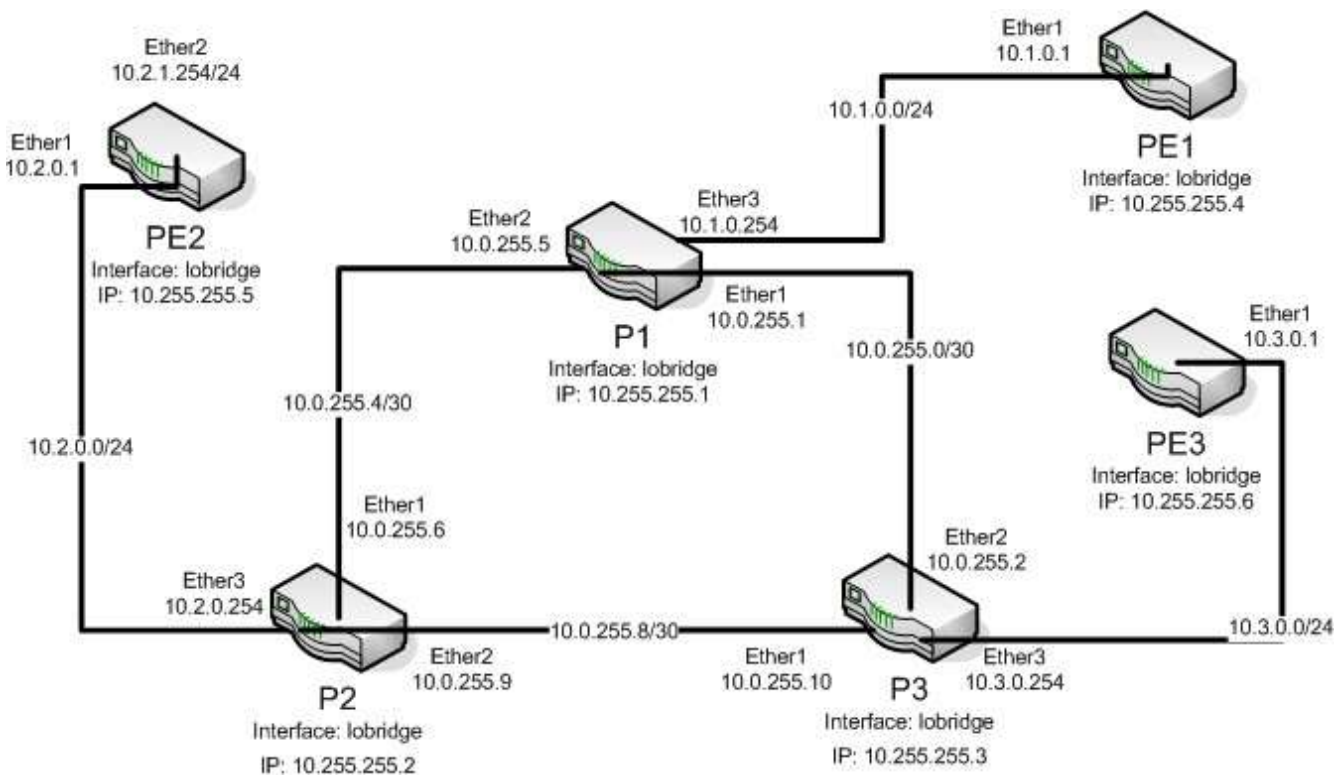 Ether2
10.2.1.254/24
Ether1
10.2.0.1
PE2
Interface: lobridge
IP: 10.255.255.5
Ether1
10.1.0.1
10.1.0.0/24
PE1
Interface: lobridge
IP: 10.255.255.4
Ether3
10.1.0.254
Ether2
10.0.255.5
Ether1
10.0.255.1
P1
Interface: lobridge
IP: 10.255.255.1
10.0.255.0/30
Ether1
10.3.0.1
PE3
Interface: lobridge
IP: 10.255.255.6
10.0.255.4/30
10.2.0.0/24
Ether1
10.0.255.6
Ether3
10.2.0.254
Ether2
10.0.255.9
P2
Interface: lobridge
IP: 10.255.255.2
10.0.255.8/30
Ether2
10.0.255.2
Ether1
10.0.255.10
Ether3
10.3.0.254
10.3.0.0/24
P3
Interface: lobridge
IP: 10.255.255.3